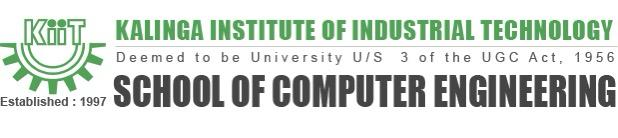 KiiT
KALINGA INSTITUTE OF INDUSTRIAL TECHNOLOGY
Deemed to be University U/S 3 of the UGC Act, 1956
Established : 1997
SCHOOL OF COMPUTER ENGINEERING